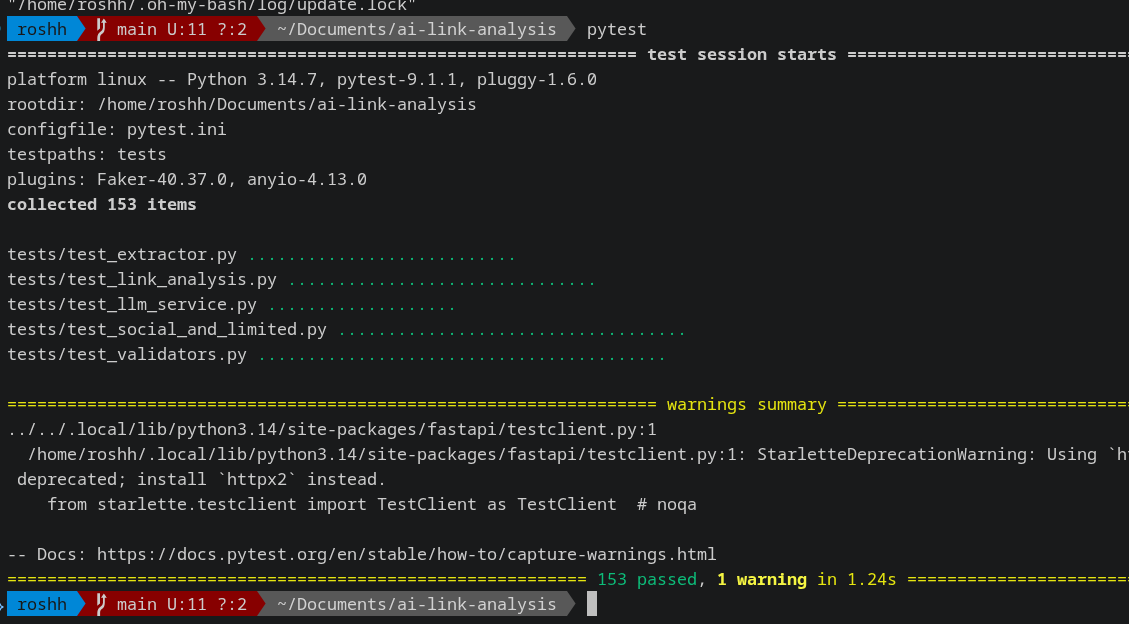 "/home/roshh/.oh-my-bash/log/update.lock"
roshh main U:11 ?:2 ~/Documents/ai-link-analysis pytest
=============================================================== test session starts =============================
platform linux -- Python 3.14.7, pytest-9.1.1, pluggy-1.6.0
rootdir: /home/roshh/Documents/ai-link-analysis
configfile: pytest.ini
testpaths: tests
plugins: Faker-40.37.0, anyio-4.13.0
collected 153 items
tests/test_extractor.py ...........................
tests/test_link_analysis.py ...............................
tests/test_llm_service.py ...................
tests/test_social_and_limited.py ...................................
tests/test_validators.py .........................................
================================================================= warnings summary ==============================
../../.local/lib/python3.14/site-packages/fastapi/testclient.py:1
/home/roshh/.local/lib/python3.14/site-packages/fastapi/testclient.py:1: StarletteDeprecationWarning: Using
deprecated; install `httpx2` instead.
from starlette.testclient import TestClient as TestClient # noqa
-- Docs: https://docs.pytest.org/en/stable/how-to/capture-warnings.html
========================================================== 153 passed, 1 warning in 1.24s =======================
roshh main U:11 ?:2 ~/Documents/ai-link-analysis